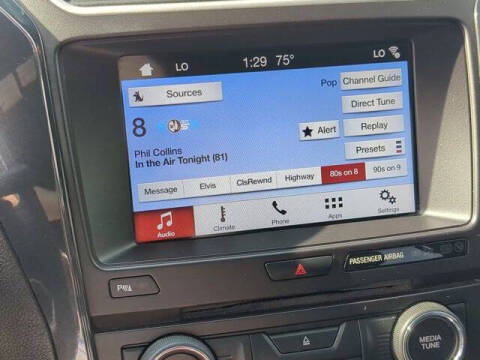 LO 1:29 75° LO
Sources
Pop
Channel Guide
Direct Tune
8
Alert
Replay
Phil Collins
In the Air Tonight (81)
Presets
Message Elvis ClsRewnd Highway 80s on 8 90s on 9
Audio Climate Phone Apps Settings
PASSENGER AIRBAG
MEDIA
TUNE